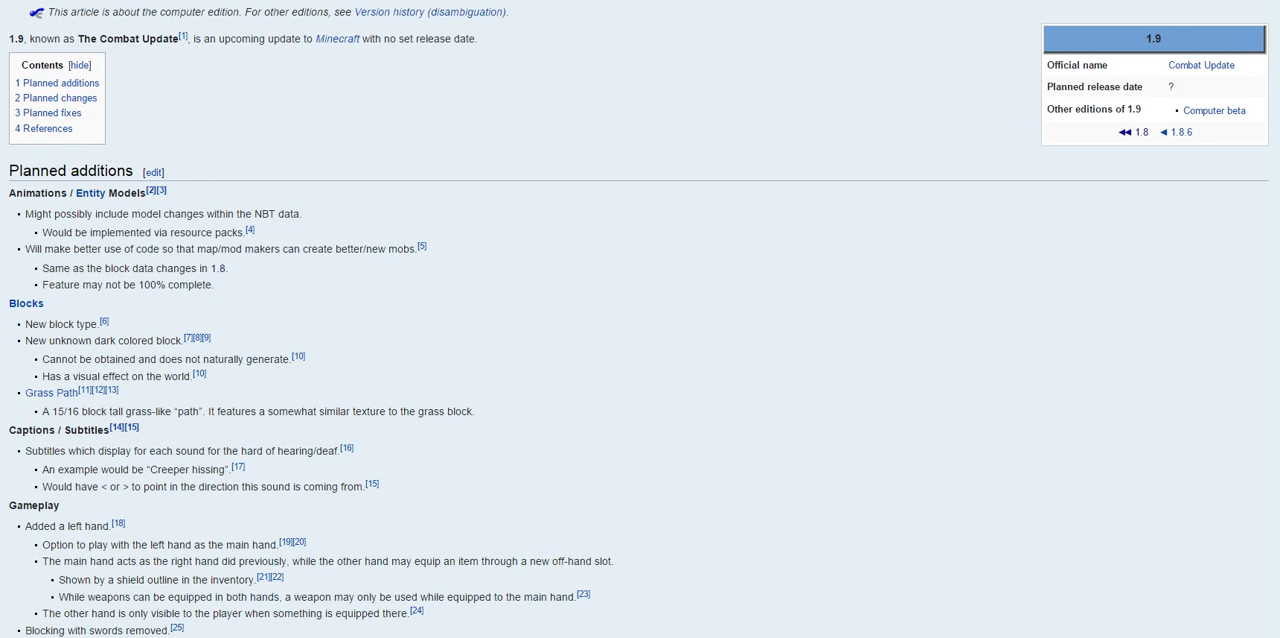 This article is about the computer edition. For other editions, see Version history (disambiguation).
1.9, known as The Combat Update[1], is an upcoming update to Minecraft with no set release date.
Contents [hide]
1 Planned additions
2 Planned changes
3 Planned fixes
4 References
1.9
Official name Combat Update
Planned release date ?
Other editions of 1.9 • Computer beta
◄◄ 1.8 ◄ 1.8.6
Planned additions [edit]
Animations / Entity Models[2][3]
• Might possibly include model changes within the NBT data.
• Would be implemented via resource packs.[4]
• Will make better use of code so that map/mod makers can create better/new mobs.[5]
• Same as the block data changes in 1.8.
• Feature may not be 100% complete.
Blocks
• New block type.[6]
• New unknown dark colored block.[7][8][9]
• Cannot be obtained and does not naturally generate.[10]
• Has a visual effect on the world.[10]
• Grass Path[11][12][13]
• A 15/16 block tall grass-like “path”. It features a somewhat similar texture to the grass block.
Captions / Subtitles[14][15]
• Subtitles which display for each sound for the hard of hearing/deaf.[16]
• An example would be “Creeper hissing”.[17]
• Would have < or > to point in the direction this sound is coming from.[15]
Gameplay
• Added a left hand.[18]
• Option to play with the left hand as the main hand.[19][20]
• The main hand acts as the right hand did previously, while the other hand may equip an item through a new off-hand slot.
• Shown by a shield outline in the inventory.[21][22]
• While weapons can be equipped in both hands, a weapon may only be used while equipped to the main hand.[23]
• The other hand is only visible to the player when something is equipped there.[24]
• Blocking with swords removed.[25]